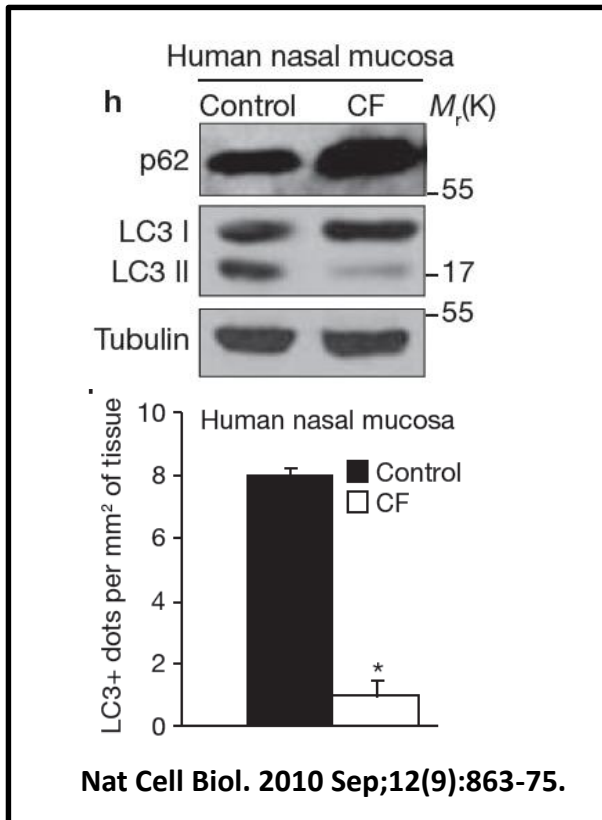 Human nasal mucosa
h Control CF Mr(K)
p62
55
LC3 I
LC3 II
17
55
Tubulin
10
Human nasal mucosa
8
Control
CF
6
4
2
*
0
LC3+ dots per mm² of tissue
Nat Cell Biol. 2010 Sep;12(9):863-75.